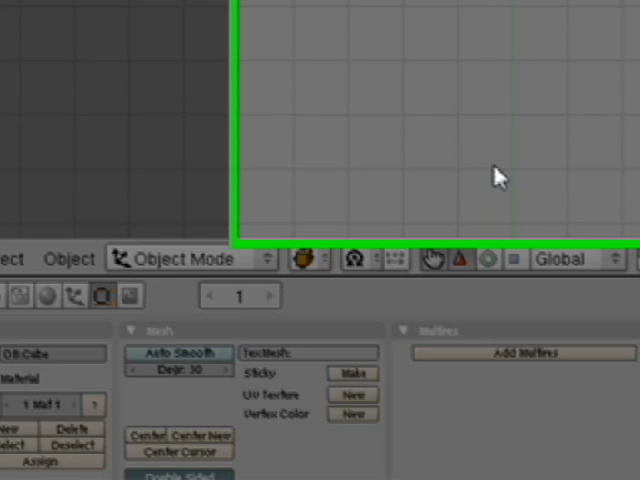 ect Object Object Mode Global
1
Mesh Multires
OB:Cube Auto Smooth TexMesh: Add Multires
Degr: 30 Sticky Make
Material
1 Mat 1 ? UV Texture New
Vertex Color New
New Delete Center Center New
elect Deselect Center Cursor
Assign
Double Sided